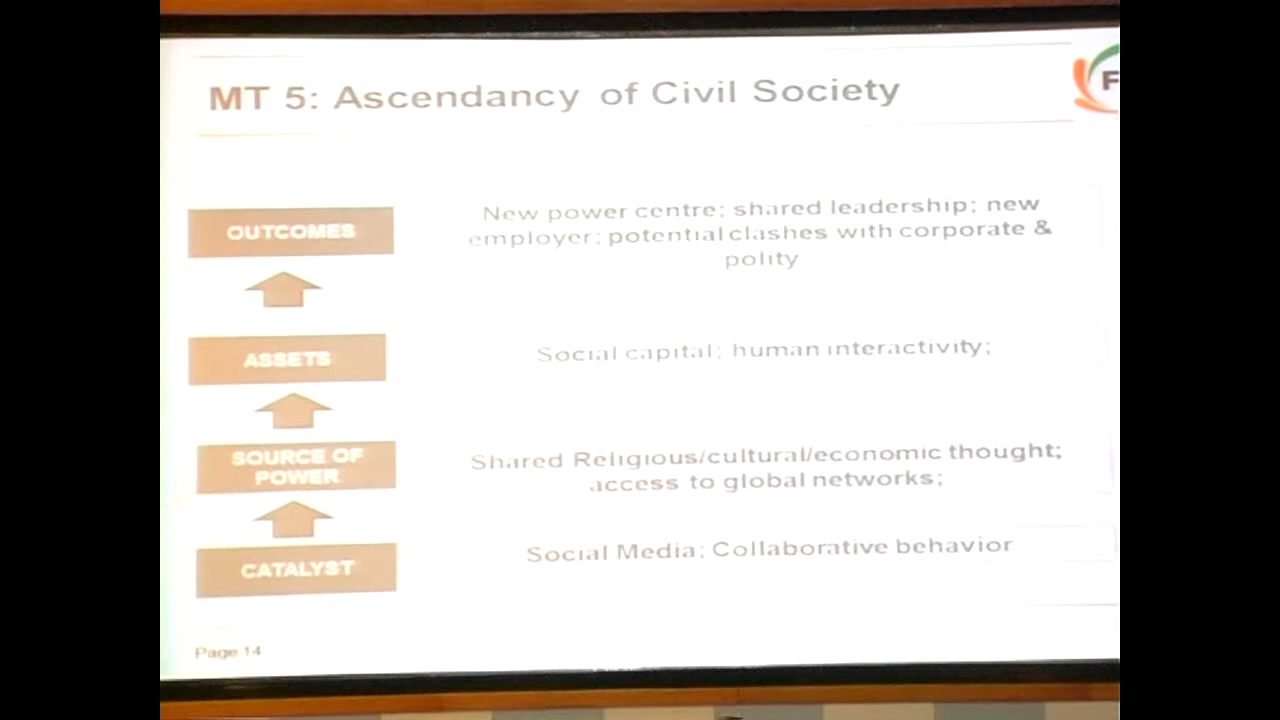 MT 5: Ascendancy of Civil Society
F
OUTCOMES
New power centre; shared leadership; new
employer; potential clashes with corporate &
polity
ASSETS
Social capital; human interactivity;
SOURCE OF
POWER
Shared Religious/cultural/economic thought;
access to global networks;
CATALYST
Social Media; Collaborative behavior
Page 14